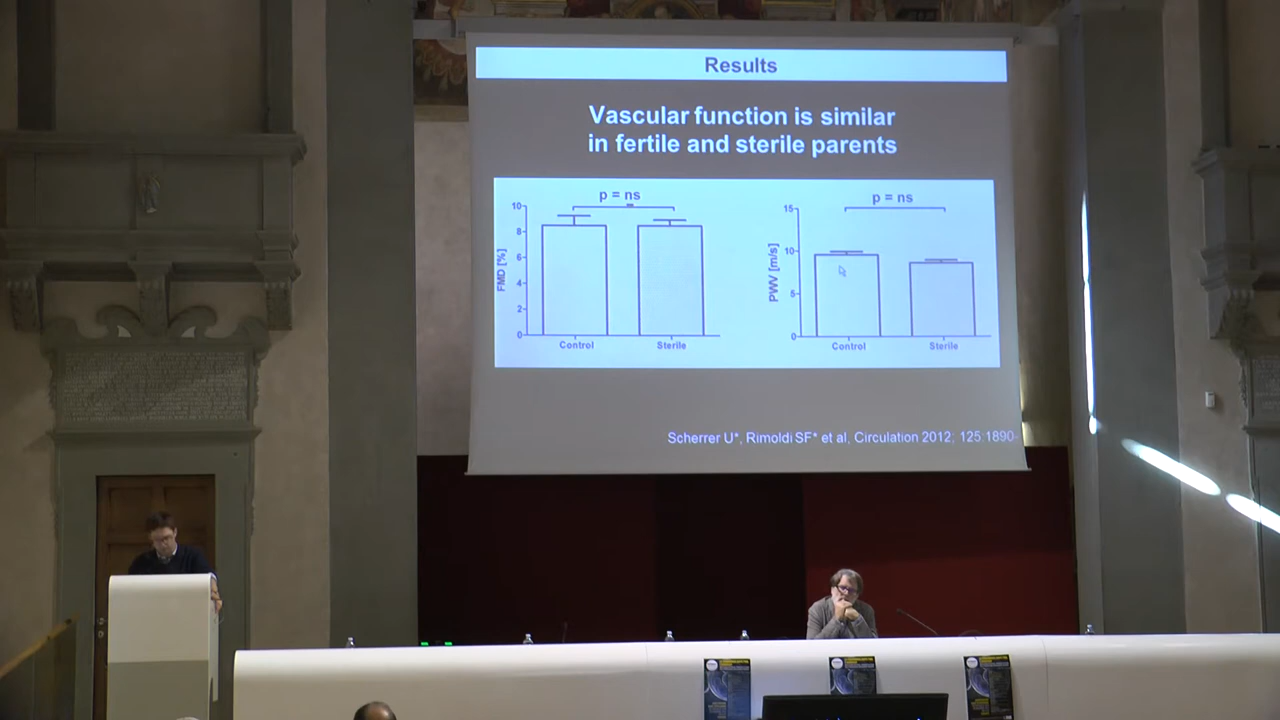 Results
Vascular function is similar
in fertile and sterile parents
p = ns
10
8
6
4
2
0
FMD [%]
Control
Sterile
p = ns
15
10
5
0
PWV [m/s]
Control
Sterile
Scherrer U*, Rimoldi SF* et al, Circulation 2012; 125:1890-